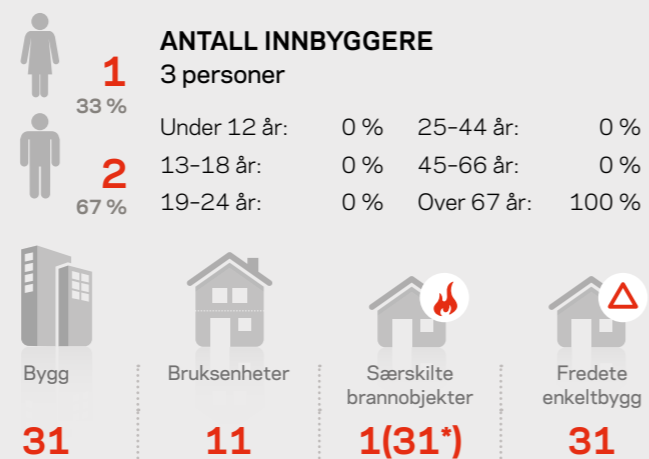 ANTALL INNBYGGERE
3 personer
1
33 %
2
67 %
Under 12 år: 0 % 25–44 år: 0 %
13–18 år: 0 % 45–66 år: 0 %
19–24 år: 0 % Over 67 år: 100 %
Bygg
31
Bruksenheter
11
Særskilte
brannobjekter
1(31*)
Fredete
enkeltbygg
31